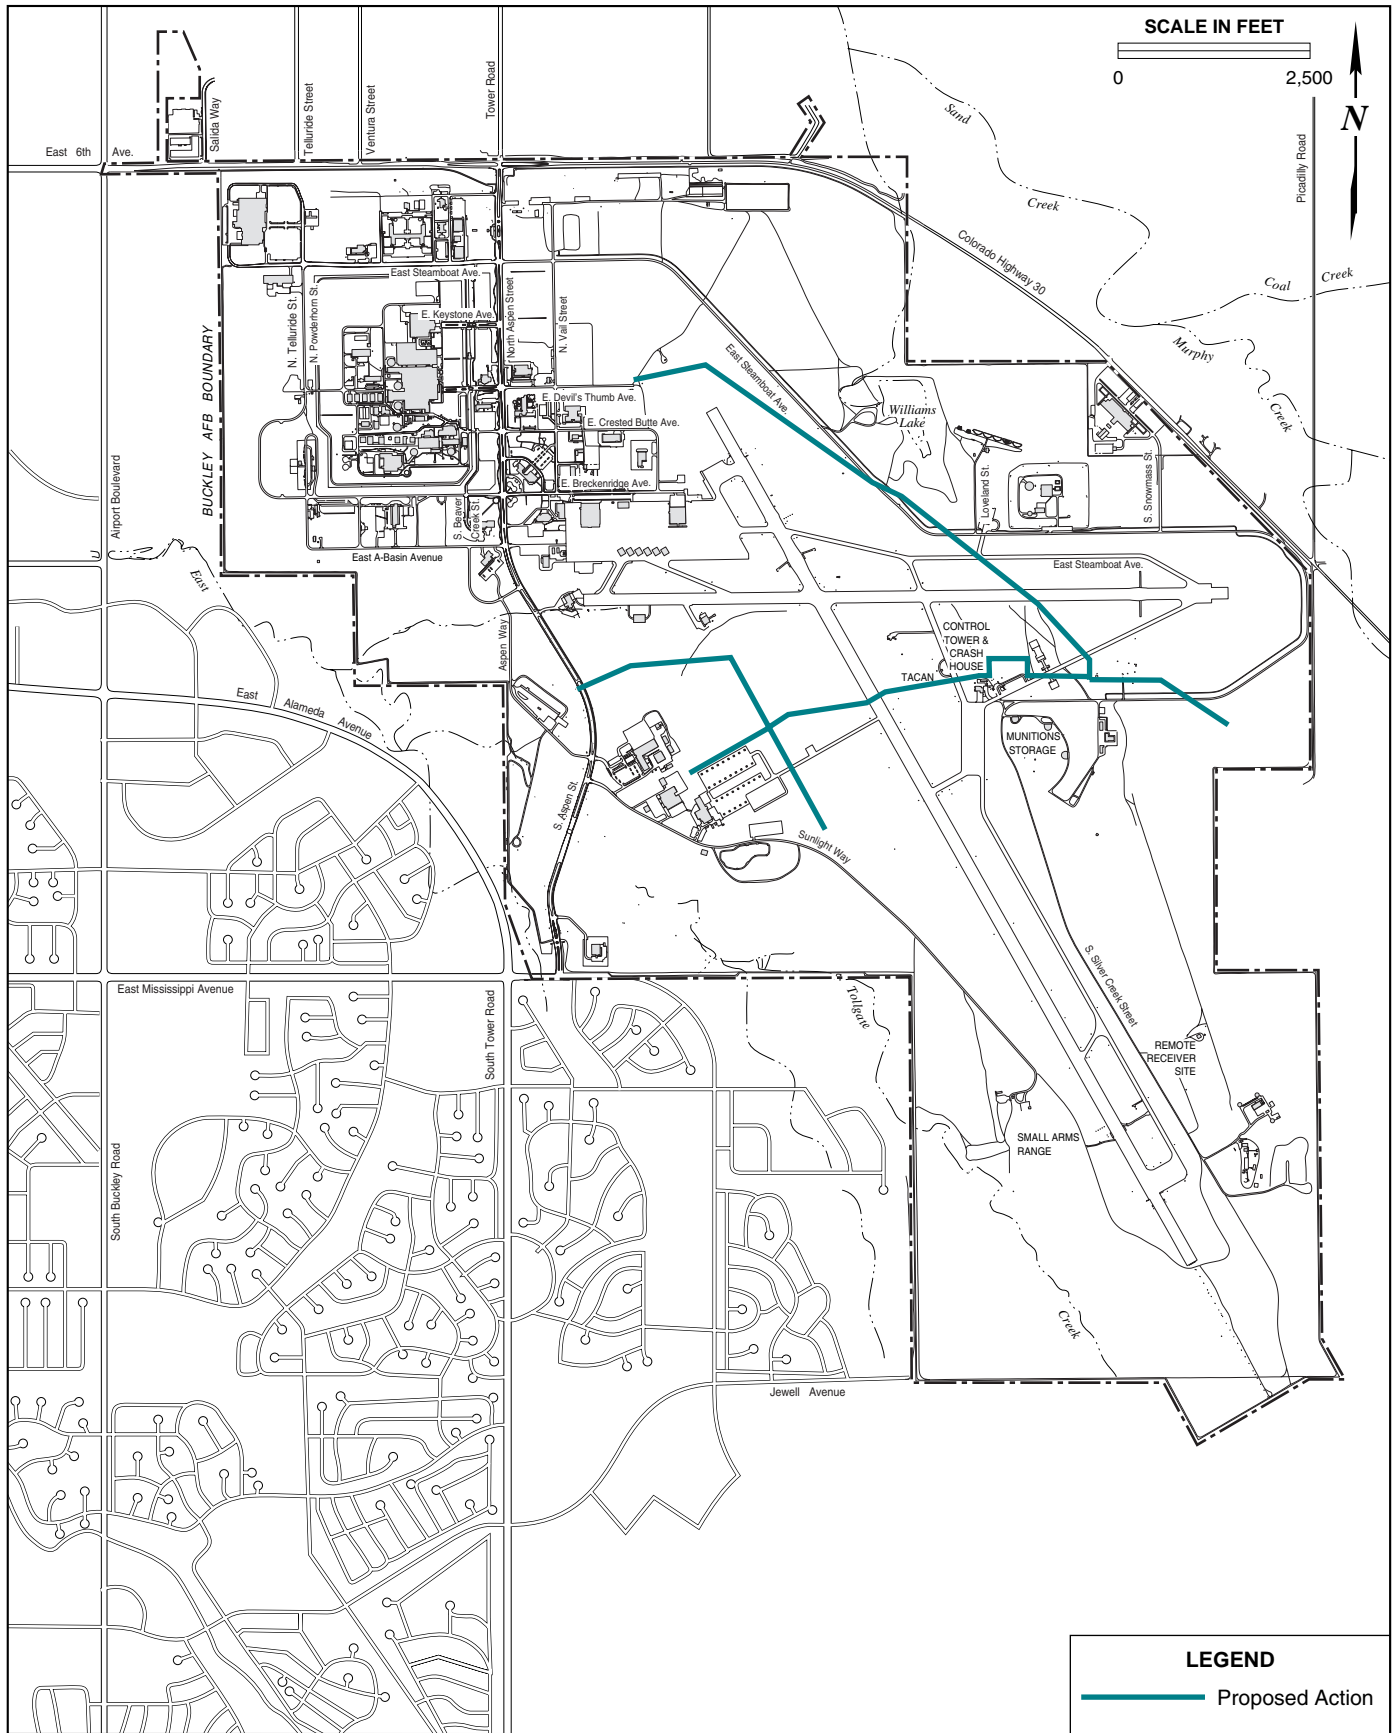 SCALE IN FEET
0 2,500
N
Salida Way
Telluride Street
Ventura Street
Tower Road
Picadilly Road
East 6th Ave.
Sand
Creek
Colorado Highway 30
Coal Creek
Murphy
Creek
East Steamboat Ave.
N. Telluride St.
N. Powderhorn St.
E. Keystone Ave.
North Aspen Street
N. Vail Street
BUCKLEY AFB BOUNDARY
East Steamboat Ave.
E. Devil's Thumb Ave.
E. Crested Butte Ave.
Williams
Lake
Airport Boulevard
E. Breckenridge Ave.
Loveland St.
S. Snowmass St.
S. Beaver
Creek St.
East A-Basin Avenue
East Steamboat Ave.
East
Aspen Way
CONTROL
TOWER &
CRASH
HOUSE
TACAN
East
Alameda Avenue
MUNITIONS
STORAGE
S. Aspen St.
Sunlight Way
S. Silver Creek Street
East Mississippi Avenue
Tollgate
South Tower Road
REMOTE
RECEIVER
SITE
SMALL ARMS
RANGE
South Buckley Road
Creek
Jewell Avenue
LEGEND
Proposed Action